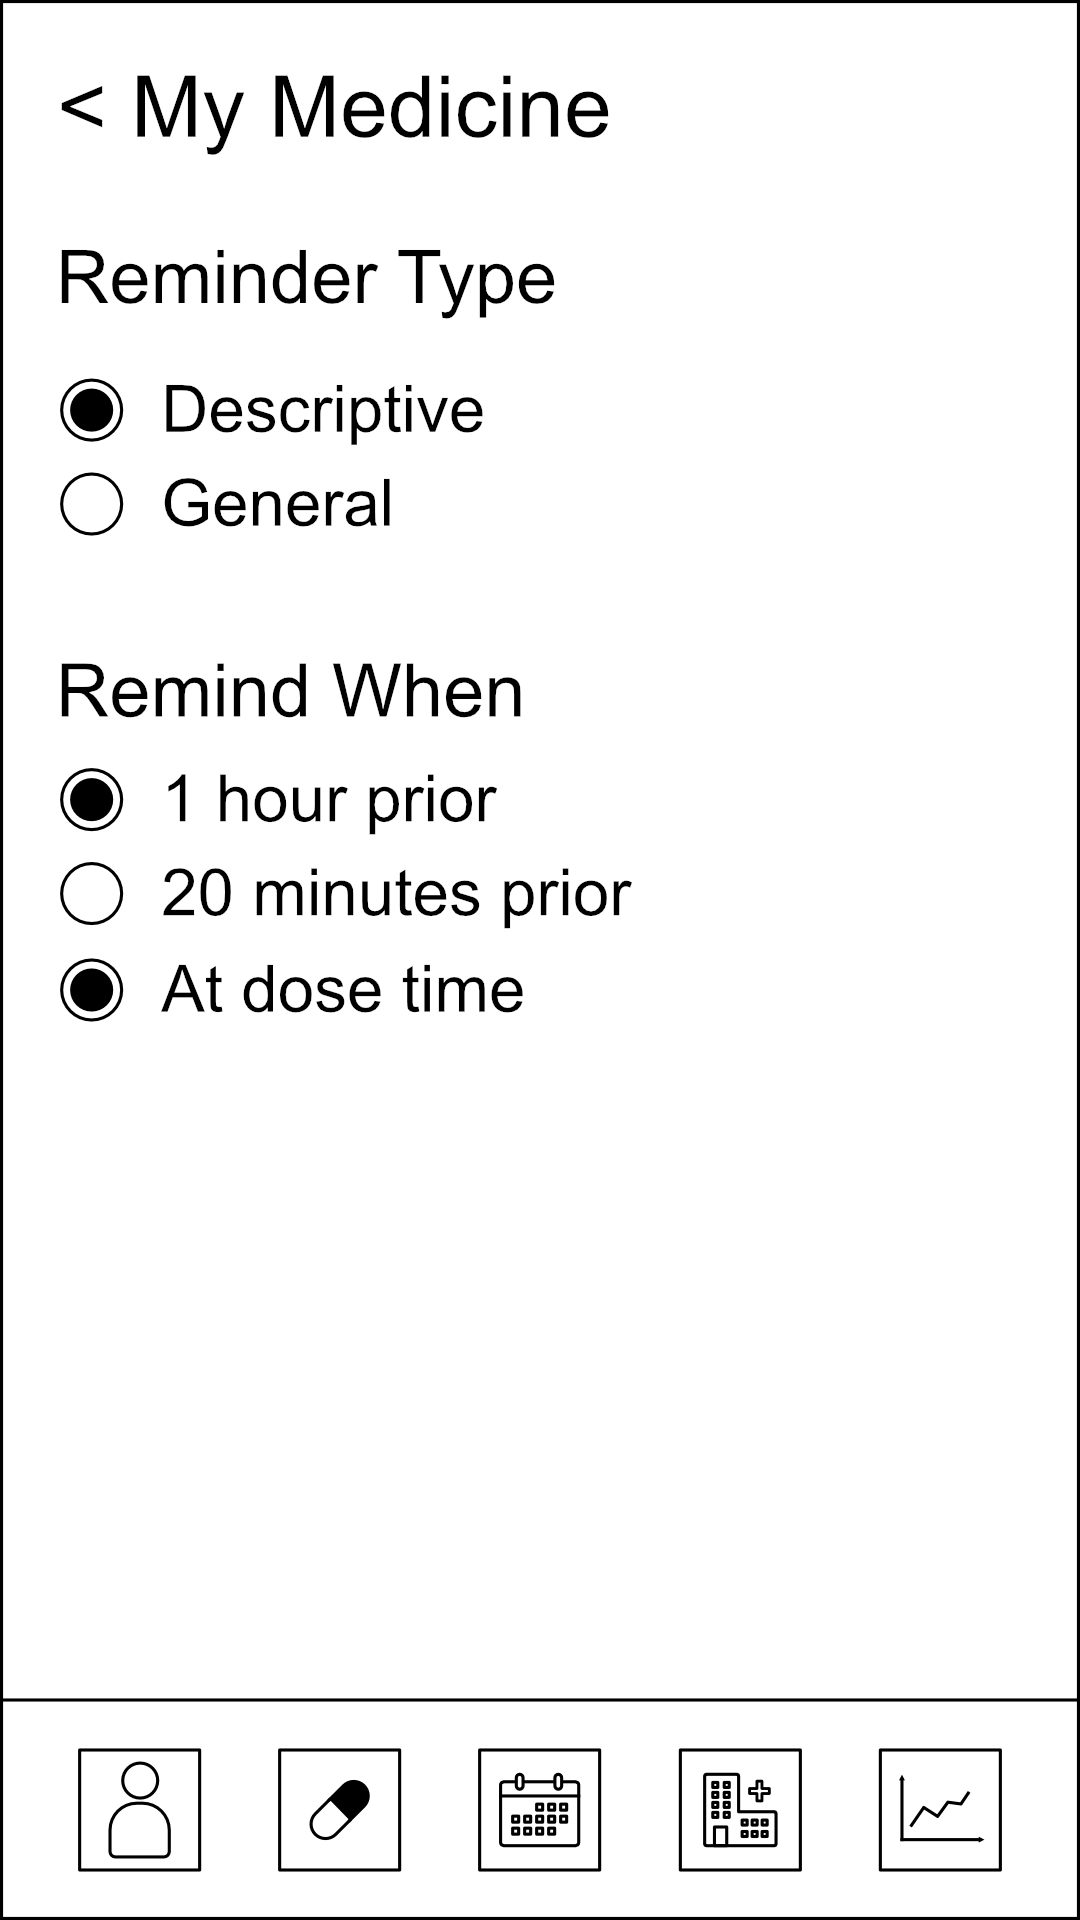 < My Medicine
Reminder Type
Descriptive
General
Remind When
1 hour prior
20 minutes prior
At dose time